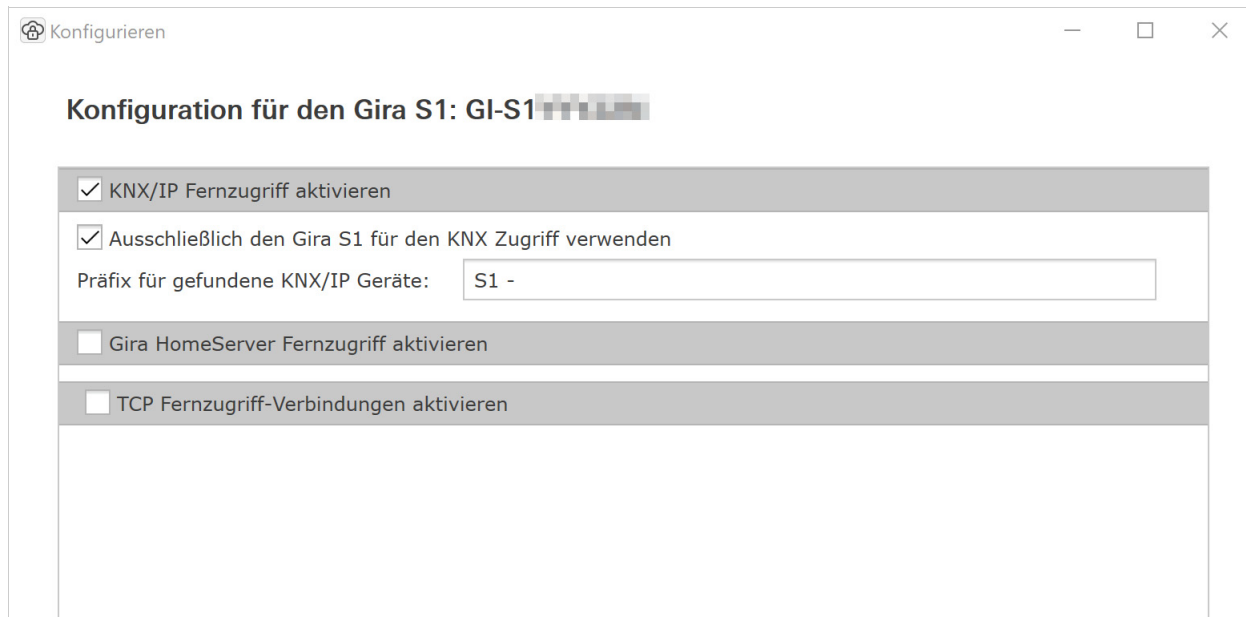 Konfigurieren
Konfiguration für den Gira S1: GI-S1
KNX/IP Fernzugriff aktivieren
Ausschließlich den Gira S1 für den KNX Zugriff verwenden
Präfix für gefundene KNX/IP Geräte: S1 -
Gira HomeServer Fernzugriff aktivieren
TCP Fernzugriff-Verbindungen aktivieren